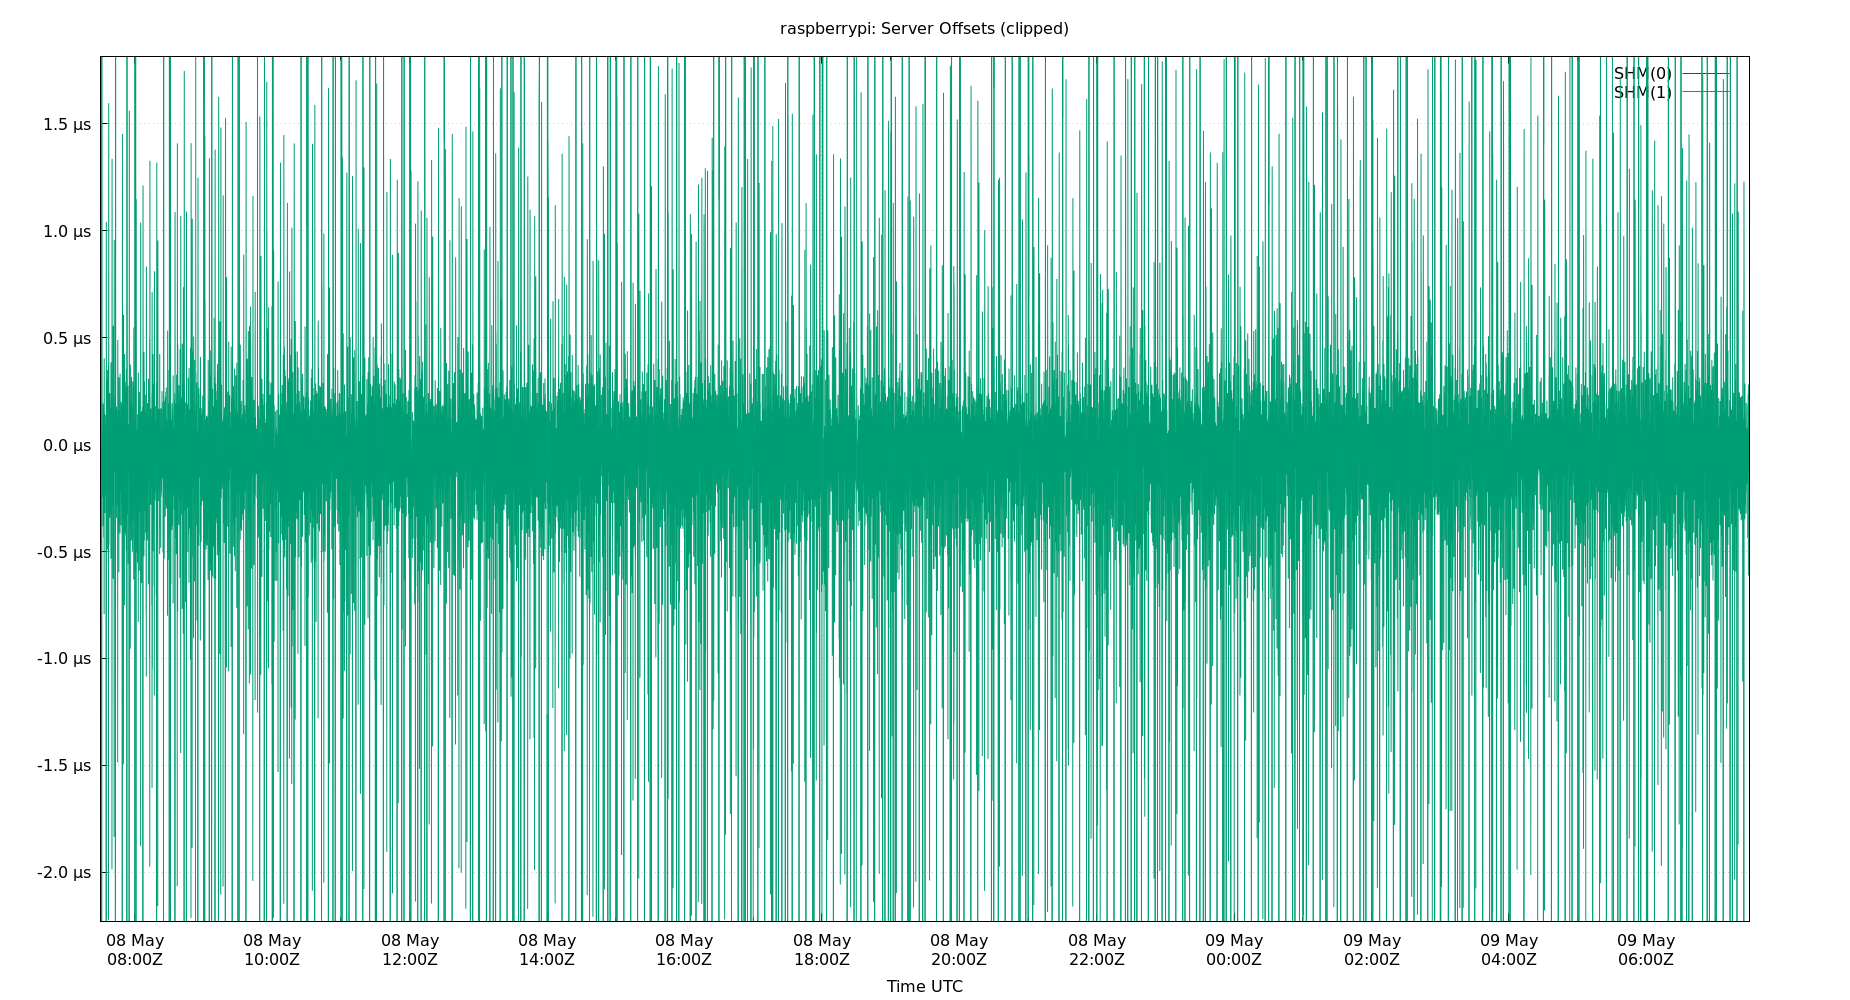 raspberrypi: Server Offsets (clipped)
SHM(0)
SHM(1)
1.5 µs
1.0 µs
0.5 µs
0.0 µs
-0.5 µs
-1.0 µs
-1.5 µs
-2.0 µs
08 May 08 May 08 May 08 May 08 May 08 May 08 May 08 May 09 May 09 May 09 May 09 May
08:00Z 10:00Z 12:00Z 14:00Z 16:00Z 18:00Z 20:00Z 22:00Z 00:00Z 02:00Z 04:00Z 06:00Z
Time UTC